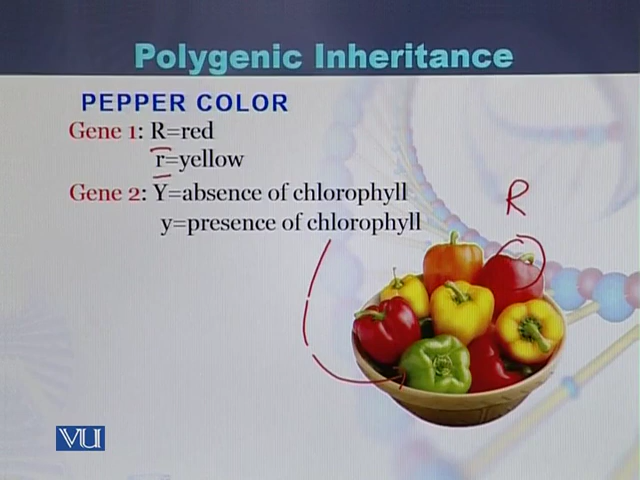 Polygenic Inheritance
PEPPER COLOR
Gene 1: R=red
r=yellow
Gene 2: Y=absence of chlorophyll
y=presence of chlorophyll
R
VU